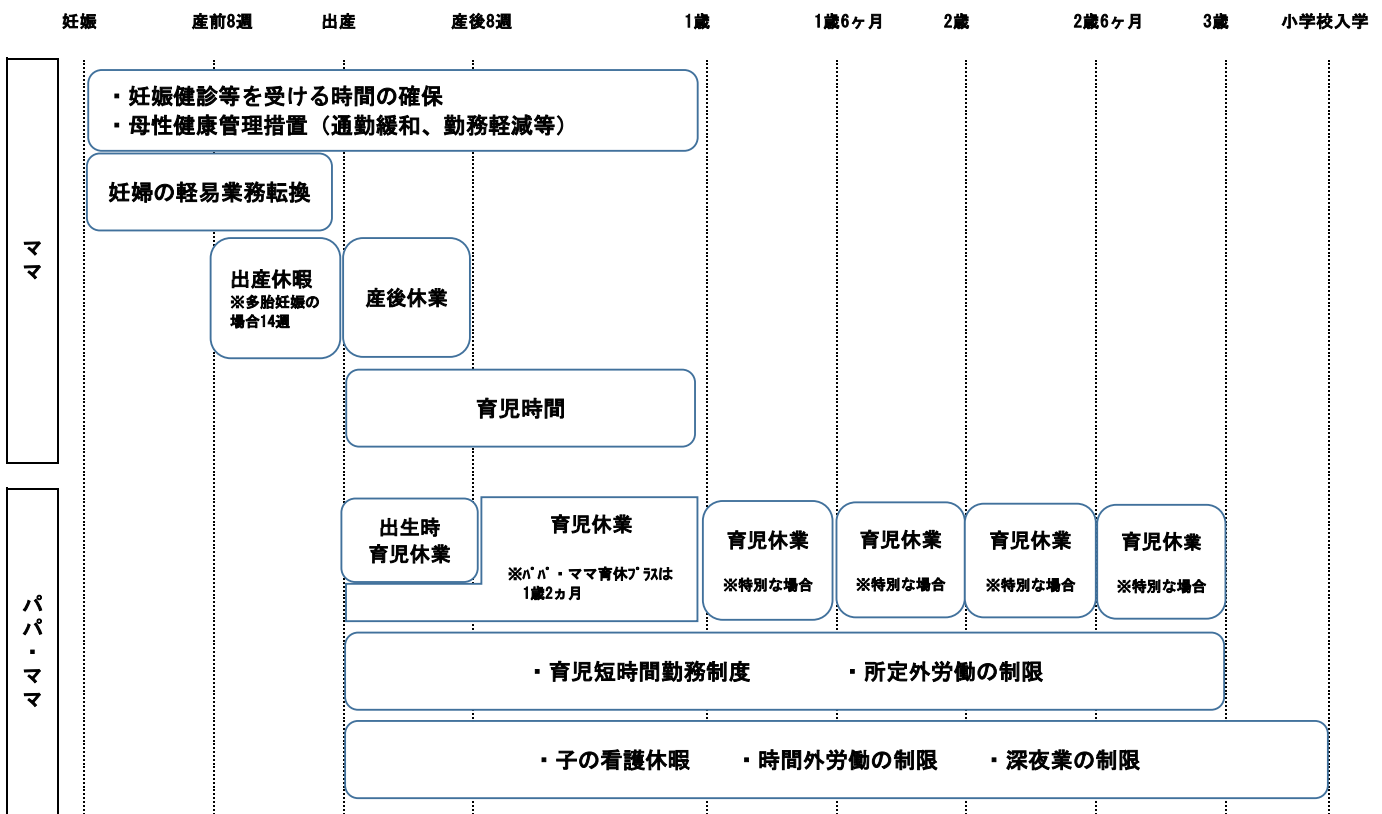 妊娠 産前8週 出産 産後8週 1歳 1歳6ヶ月 2歳 2歳6ヶ月 3歳 小学校入学
ママ
・妊娠健診等を受ける時間の確保
・母性健康管理措置（通勤緩和、勤務軽減等）
妊婦の軽易業務転換
出産休暇
※多胎妊娠の
場合14週
産後休業
育児時間
パパ・ママ
出生時
育児休業
育児休業
※ﾊﾟﾊﾟ・ママ育休ﾌﾟﾗｽは
1歳2ヵ月
育児休業
※特別な場合
育児休業
※特別な場合
育児休業
※特別な場合
育児休業
※特別な場合
・育児短時間勤務制度 ・所定外労働の制限
・子の看護休暇 ・時間外労働の制限 ・深夜業の制限